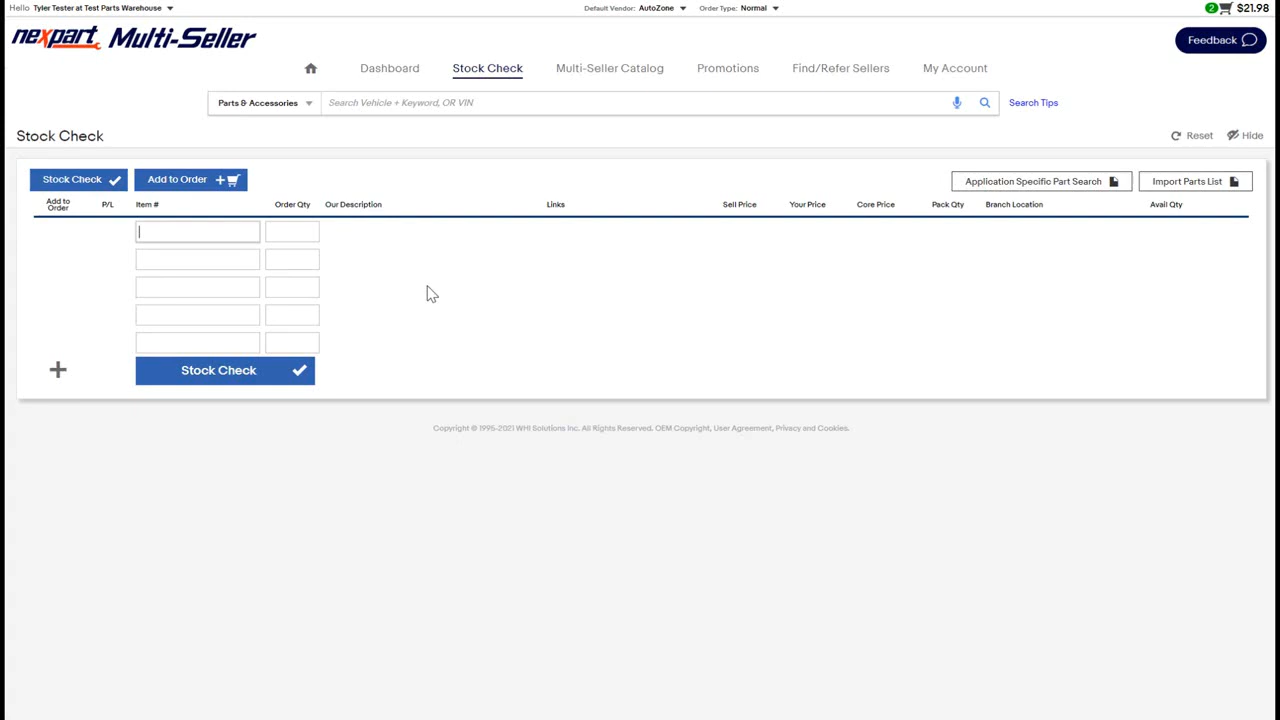 Hello Tyler Tester at Test Parts Warehouse
Default Vendor: AutoZone
Order Type: Normal
2 $21.98
nexpart Multi-Seller
Feedback
Dashboard
Stock Check
Multi-Seller Catalog
Promotions
Find/Refer Sellers
My Account
Parts & Accessories
Search Vehicle + Keyword, OR VIN
Search Tips
Stock Check
Reset
Hide
Stock Check
Add to Order
Application Specific Part Search
Import Parts List
Add to
Order
P/L
Item #
Order Qty
Our Description
Links
Sell Price
Your Price
Core Price
Pack Qty
Branch Location
Avail Qty
Stock Check
Copyright © 1995-2021 WHI Solutions Inc. All Rights Reserved. OEM Copyright, User Agreement, Privacy and Cookies.